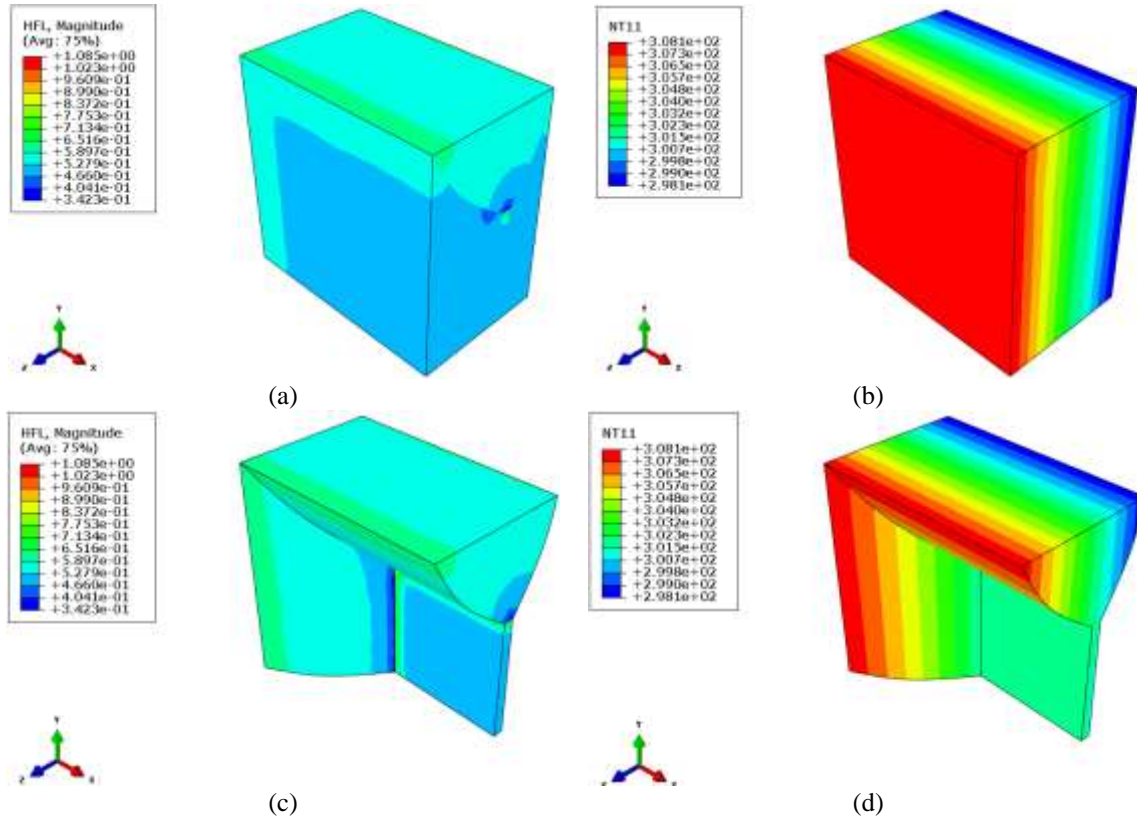 HFL, Magnitude
(Avg: 75%)
+1.085e+00
+1.023e+00
+9.609e-01
+8.990e-01
+8.372e-01
+7.753e-01
+7.134e-01
+6.516e-01
+5.897e-01
+5.279e-01
+4.660e-01
+4.041e-01
+3.423e-01
Y
Z
X
(a)
NT11
+3.081e+02
+3.073e+02
+3.065e+02
+3.057e+02
+3.048e+02
+3.040e+02
+3.032e+02
+3.023e+02
+3.015e+02
+3.007e+02
+2.998e+02
+2.990e+02
+2.981e+02
Y
Z
X
(b)
HFL, Magnitude
(Avg: 75%)
+1.085e+00
+1.023e+00
+9.609e-01
+8.990e-01
+8.372e-01
+7.753e-01
+7.134e-01
+6.516e-01
+5.897e-01
+5.279e-01
+4.660e-01
+4.041e-01
+3.423e-01
Y
Z
X
(c)
NT11
+3.081e+02
+3.073e+02
+3.065e+02
+3.057e+02
+3.048e+02
+3.040e+02
+3.032e+02
+3.023e+02
+3.015e+02
+3.007e+02
+2.998e+02
+2.990e+02
+2.981e+02
Y
X
(d)